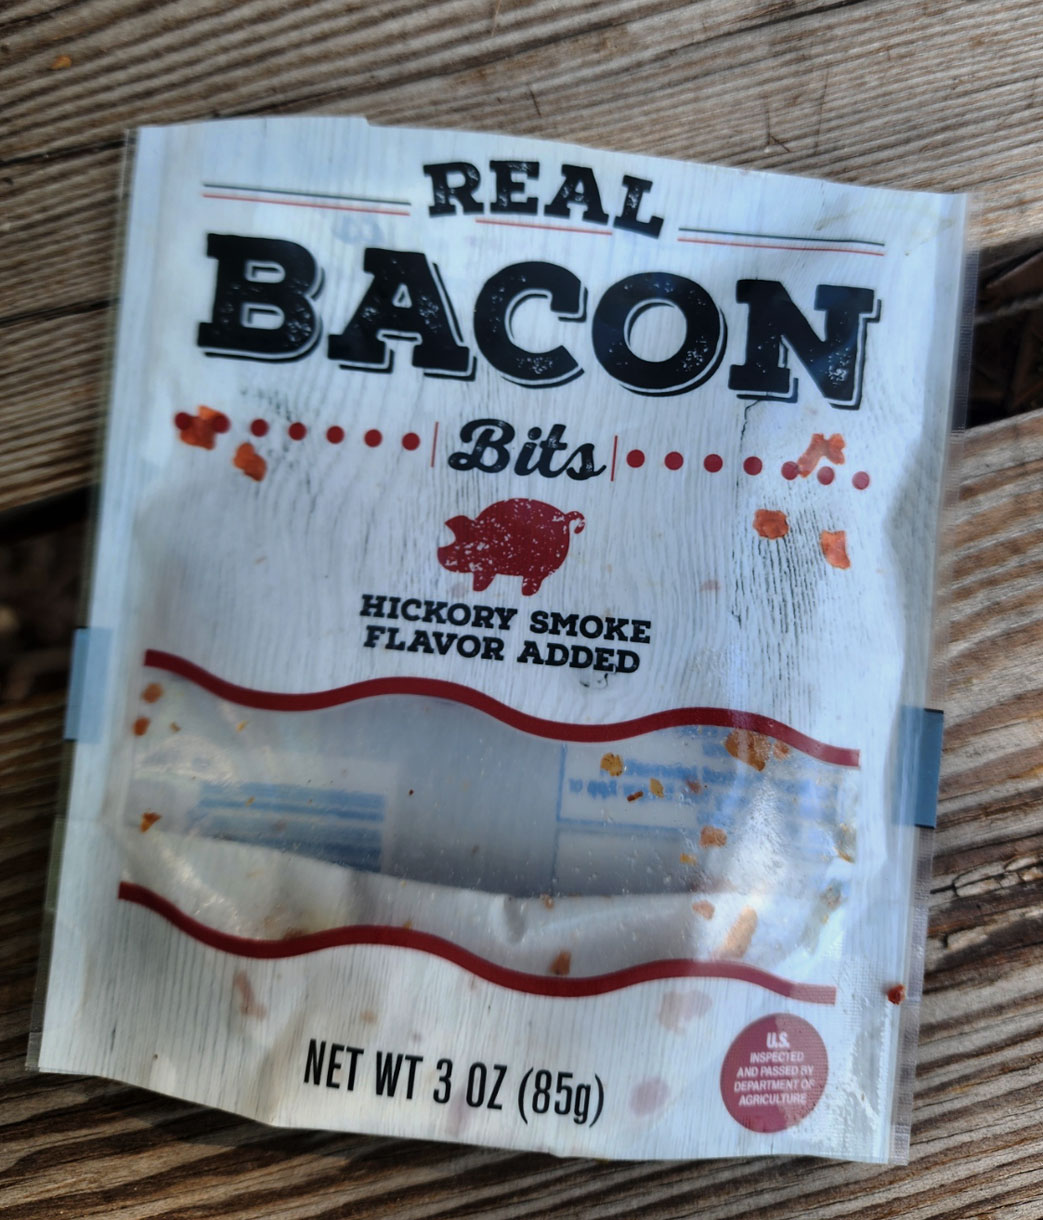 REAL
BACON
Bits
HICKORY SMOKE
FLAVOR ADDED
NET WT 3 OZ (85g)
U.S.
INSPECTED
AND PASSED BY
DEPARTMENT OF
AGRICULTURE